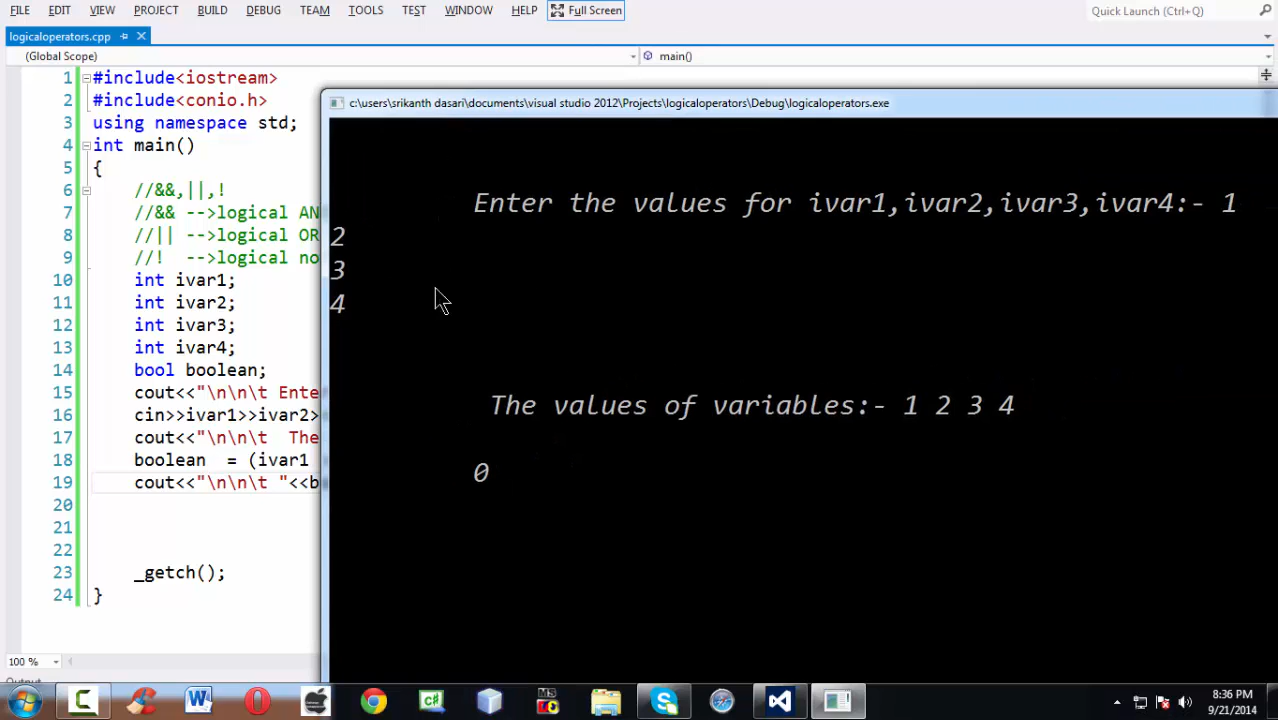 FILE EDIT VIEW PROJECT BUILD DEBUG TEAM TOOLS TEST WINDOW HELP Full Screen Quick Launch (Ctrl+Q)
logicaloperators.cpp
(Global Scope) main()
1 #include<iostream>
2 #include<conio.h>
3 using namespace std;
4 int main()
5 {
6 //&&,||,!
7 //&& -->logical AN
8 //|| -->logical OR
9 //! -->logical no
10 int ivar1;
11 int ivar2;
12 int ivar3;
13 int ivar4;
14 bool boolean;
15 cout<<"\n\n\t Ente
16 cin>>ivar1>>ivar2>
17 cout<<"\n\n\t The
18 boolean = (ivar1
19 cout<<"\n\n\t "<<b
20
21
22
23 _getch();
24 }
100 %
c:\users\srikanth dasari\documents\visual studio 2012\Projects\logicaloperators\Debug\logicaloperators.exe
Enter the values for ivar1,ivar2,ivar3,ivar4:- 1
2
3
4
The values of variables:- 1 2 3 4
0
8:36 PM
9/21/2014